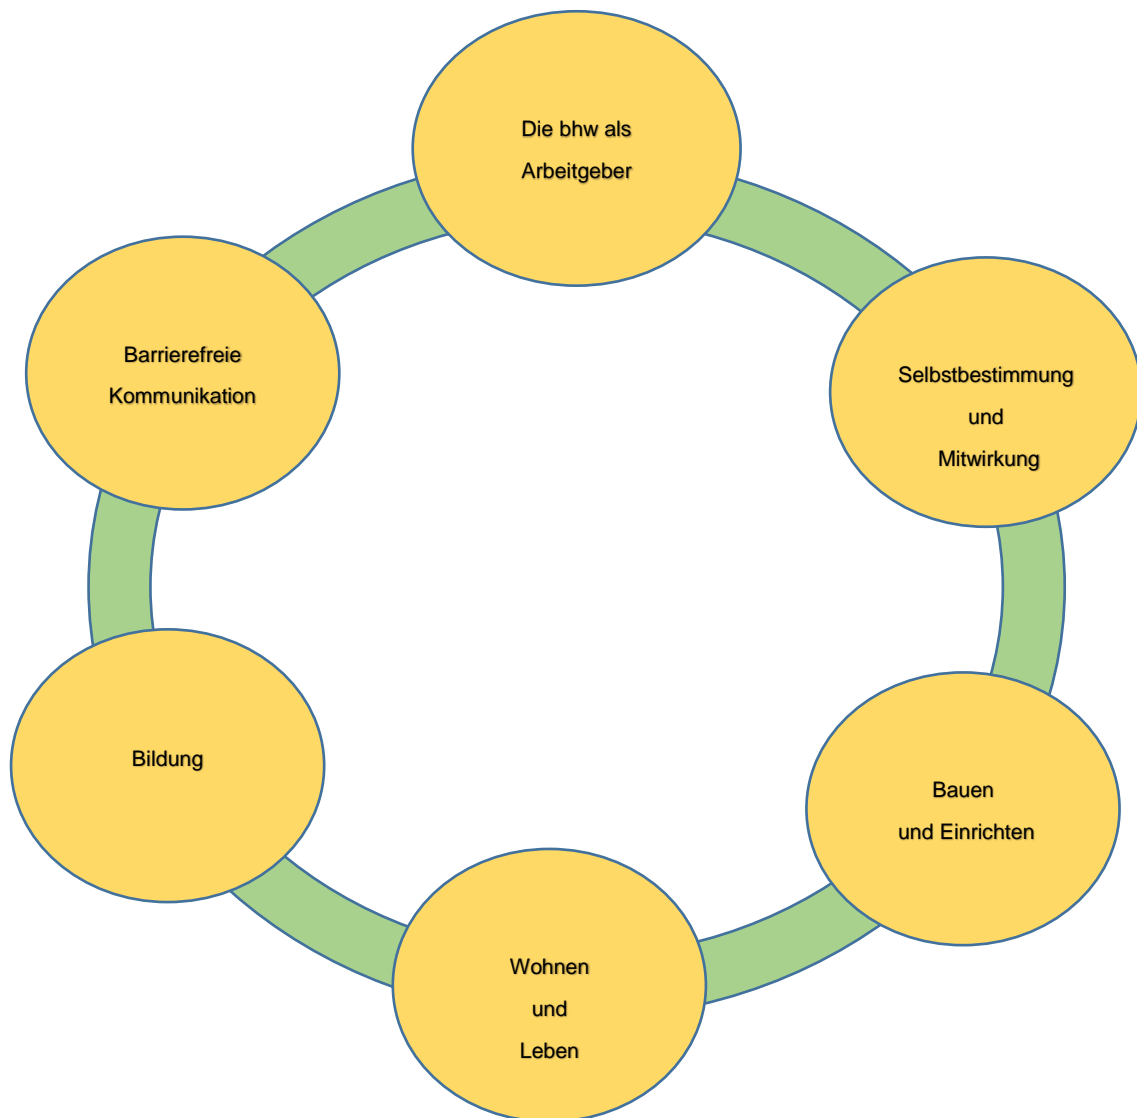 Die bhw als
Arbeitgeber
Selbstbestimmung
und
Mitwirkung
Bauen
und Einrichten
Wohnen
und
Leben
Bildung
Barrierefreie
Kommunikation